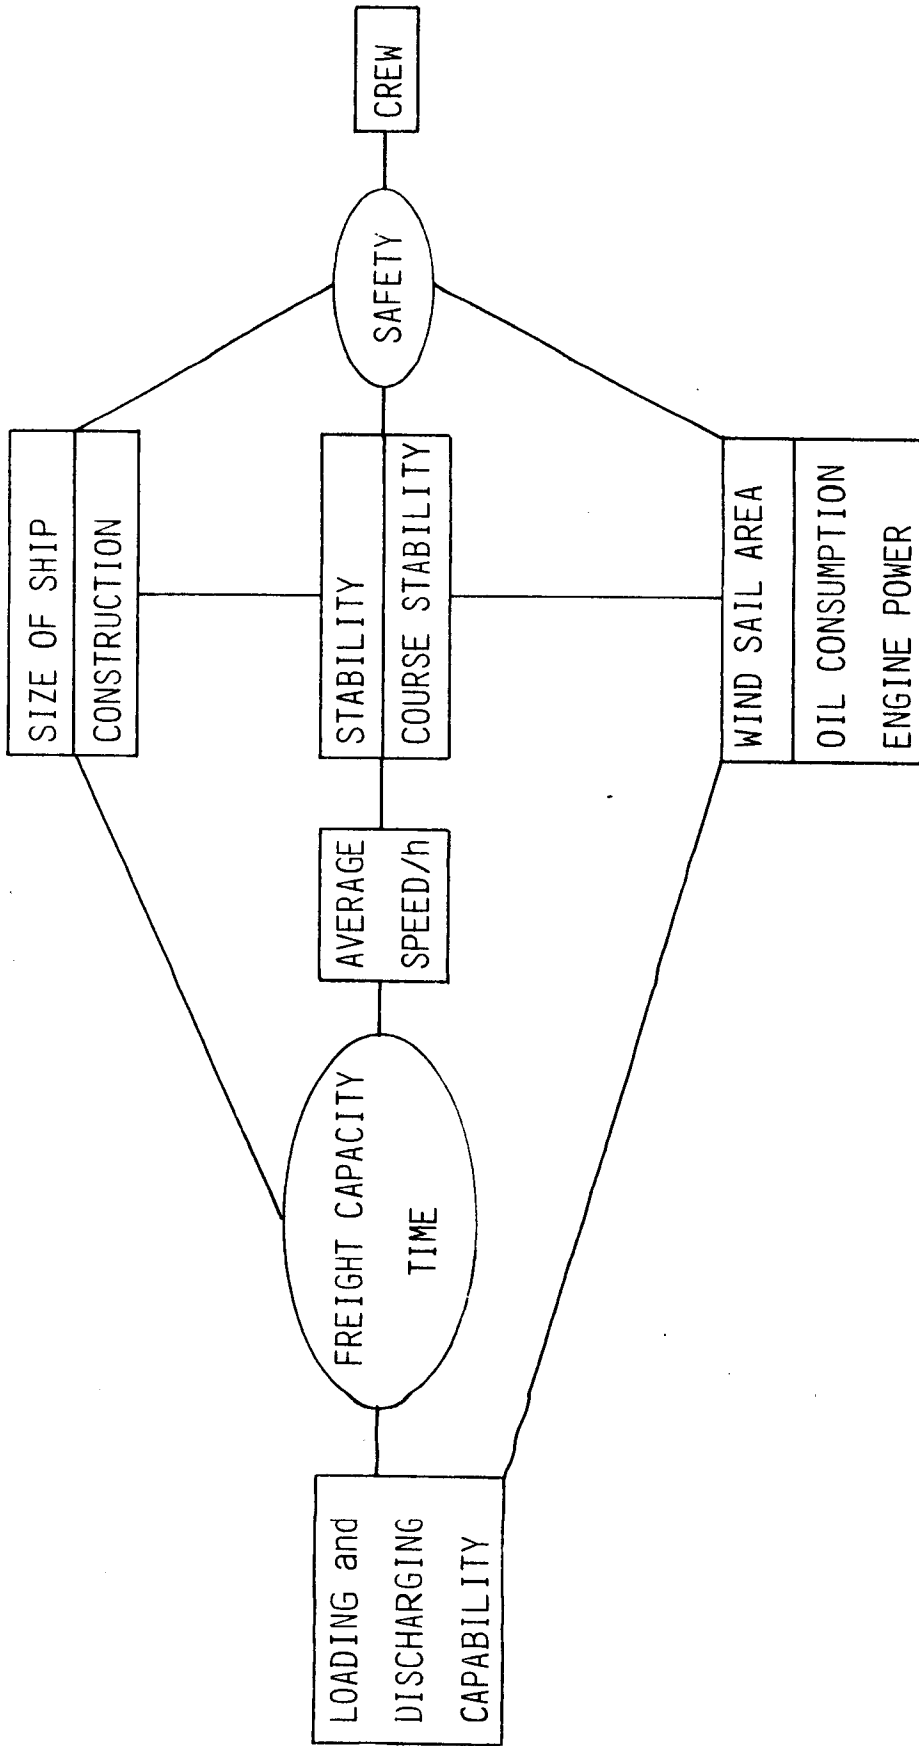 SIZE OF SHIP
CONSTRUCTION
LOADING and
DISCHARGING
CAPABILITY
FREIGHT CAPACITY
TIME
AVERAGE
SPEED/h
STABILITY
COURSE STABILITY
SAFETY
CREW
WIND SAIL AREA
OIL CONSUMPTION
ENGINE POWER